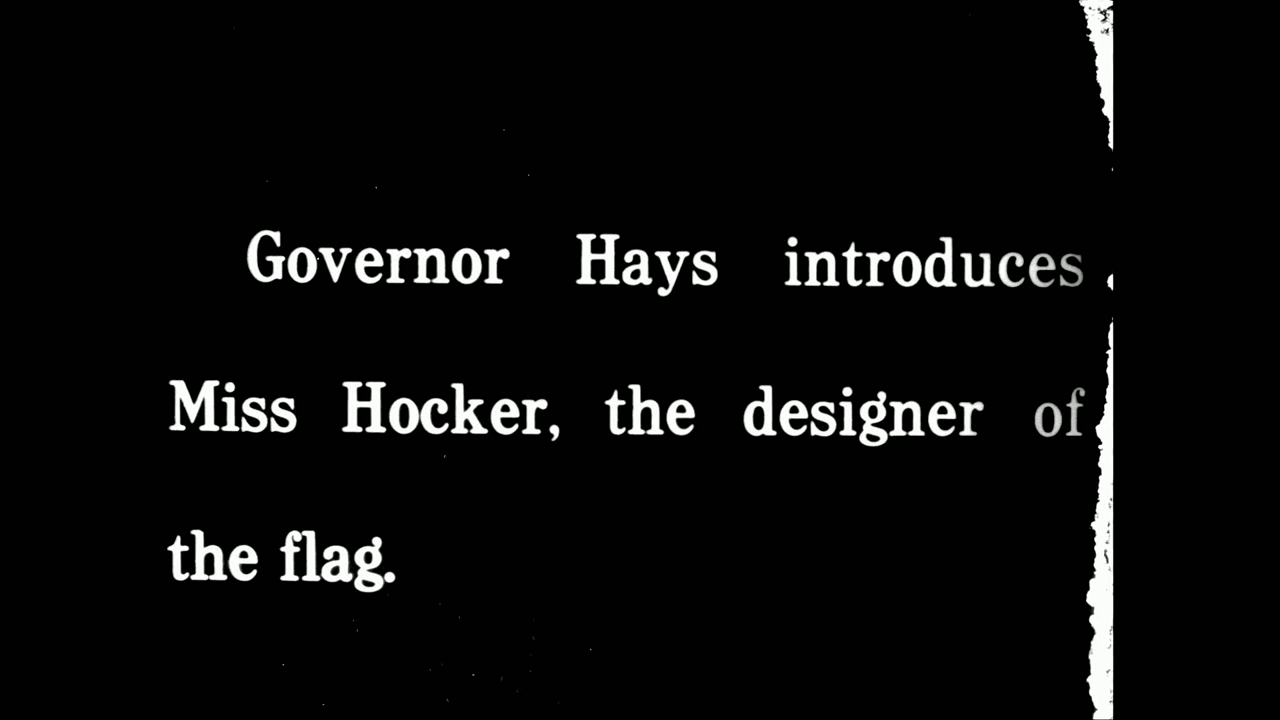 Governor Hays introduces
Miss Hocker, the designer of
the flag.